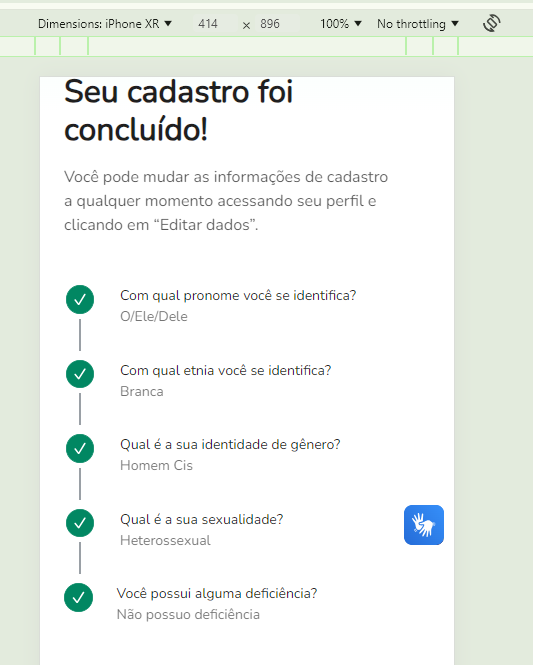 Dimensions: iPhone XR ▼ 414 × 896 100% ▼ No throttling ▼
Seu cadastro foi
concluído!
Você pode mudar as informações de cadastro
a qualquer momento acessando seu perfil e
clicando em “Editar dados”.
Com qual pronome você se identifica?
O/Ele/Dele
Com qual etnia você se identifica?
Branca
Qual é a sua identidade de gênero?
Homem Cis
Qual é a sua sexualidade?
Heterossexual
Você possui alguma deficiência?
Não possuo deficiência